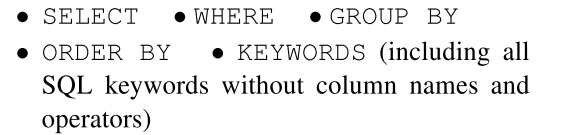 • SELECT • WHERE • GROUP BY
• ORDER BY • KEYWORDS (including all
SQL keywords without column names and
operators)